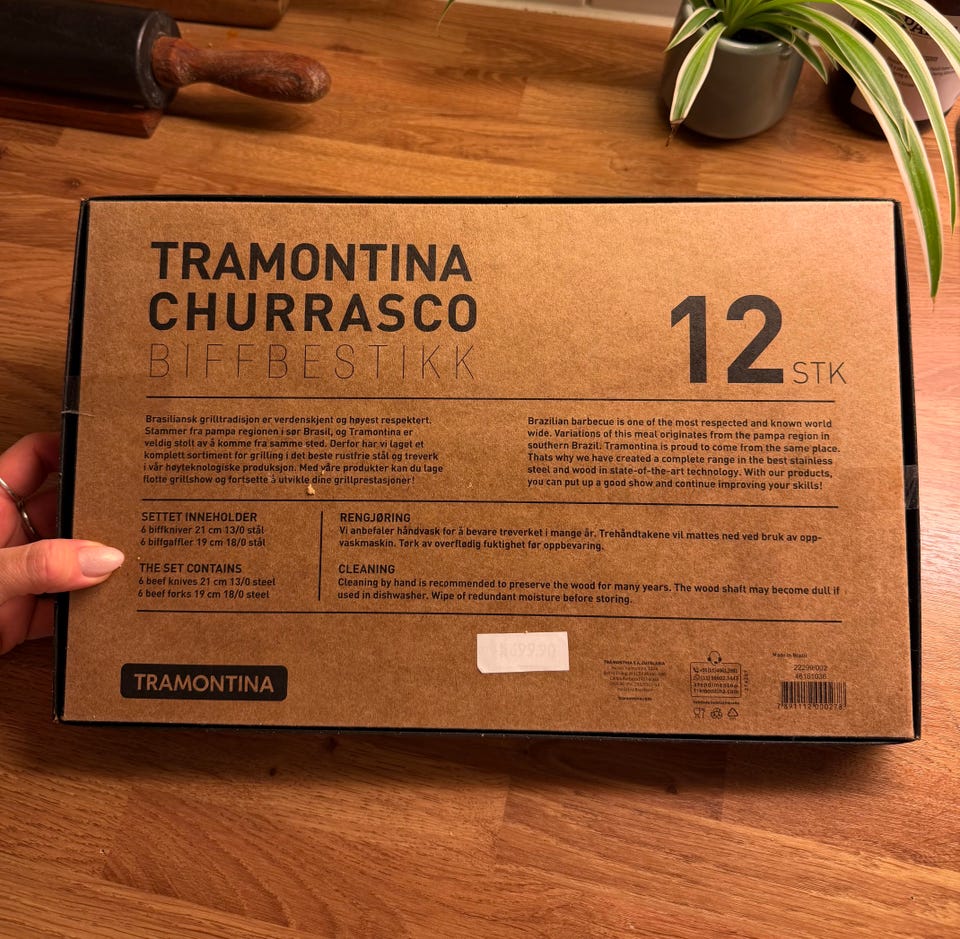 TRAMONTINA
CHURRASCO
BIFFBESTIKK
12 STK
Brasiliansk grilltradisjon er verdenskjent og høyest respektert.
Stammer fra pampa regionen i sør Brasil, og Tramontina er
veldig stolt av å komme fra samme sted. Derfor har vi laget et
komplett sortiment for grilling i det beste rustfrie stål og treverk
i vår høyteknologiske produksjon. Med våre produkter kan du lage
flotte grillshow og fortsette å utvikle dine grillprestasjoner!
Brazilian barbecue is one of the most respected and known world
wide. Variations of this meal originates from the pampa region in
southern Brazil. Tramontina is proud to come from the same place.
Thats why we have created a complete range in the best stainless
steel and wood in state-of-the-art technology. With our products,
you can put up a good show and continue improving your skills!
SETTET INNEHOLDER
6 biffkniver 21 cm 13/0 stål
6 biffgafler 19 cm 18/0 stål
THE SET CONTAINS
6 beef knives 21 cm 13/0 steel
6 beef forks 19 cm 18/0 steel
RENGJØRING
Vi anbefaler håndvask for å bevare treverket i mange år. Trehåndtakene vil mattes ned ved bruk av opp-
vaskmaskin. Tørk av overflødig fuktighet før oppbevaring.
CLEANING
Cleaning by hand is recommended to preserve the wood for many years. The wood shaft may become dull if
used in dishwasher. Wipe of redundant moisture before storing.
TRAMONTINA
699.90
TRAMONTINA S.A. CUTELARIA
tramontina.com
Made in Brazil
22299/002
7891112000278